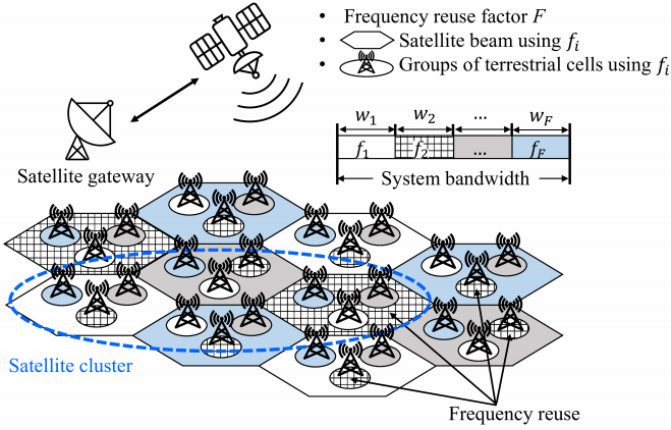 • Frequency reuse factor F
• Satellite beam using fᵢ
• Groups of terrestrial cells using fᵢ
w₁ w₂ ... w_F
f₁ f₂ ... f_F
System bandwidth
Satellite gateway
Satellite cluster
Frequency reuse